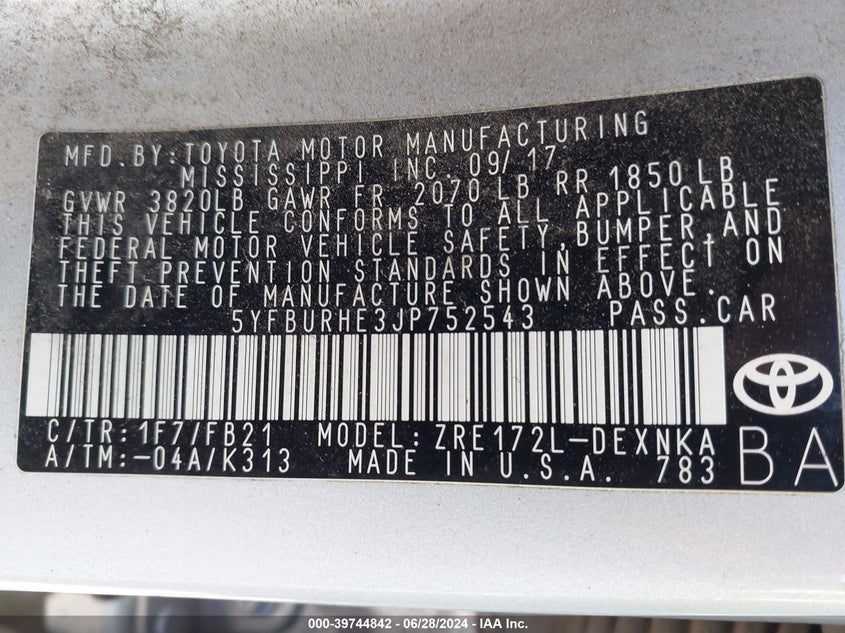 MFD.BY:TOYOTA MOTOR MANUFACTURING
MISSISSIPPI INC. 09/17
GVWR 3820LB GAWR FR 2070 LB RR 1850 LB
THIS VEHICLE CONFORMS TO ALL APPLICABLE
FEDERAL MOTOR VEHICLE SAFETY, BUMPER, AND
THEFT PREVENTION STANDARDS IN EFFECT ON
THE DATE OF MANUFACTURE SHOWN ABOVE.
5YFBURHE3JP752543 PASS.CAR
C/TR:1F7/FB21 MODEL: ZRE172L-DEXNKA
A/TM:-04A/K313 MADE IN U.S.A. 783
BA
000-39744842 / 06/28/2024 - IAA Inc.